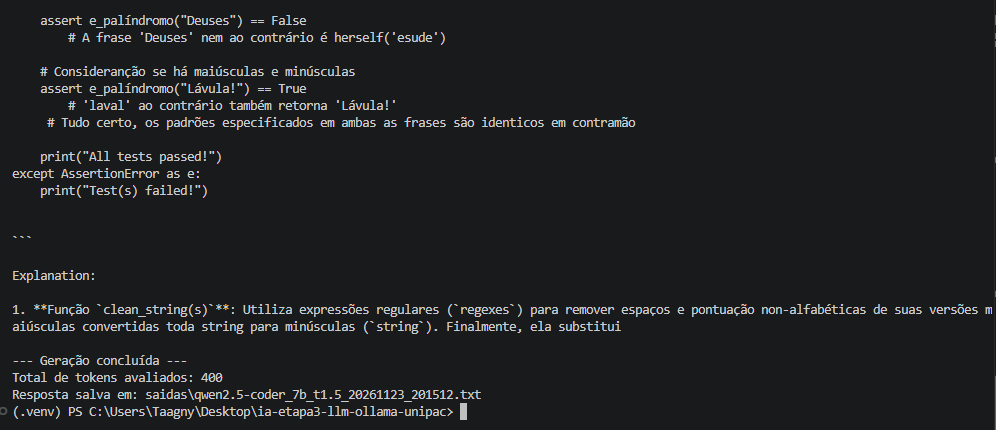 assert e_palíndromo("Deuses") == False
# A frase 'Deuses' nem ao contrário é herself('esude')
# Consideranção se há maiúsculas e minúsculas
assert e_palíndromo("Lávula!") == True
# 'laval' ao contrário também retorna 'Lávula!'
# Tudo certo, os padrões especificados em ambas as frases são identicos em contramão
print("All tests passed!")
except AssertionError as e:
print("Test(s) failed!")
```
Explanation:
1. **Função `clean_string(s)`**: Utiliza expressões regulares (`regexes`) para remover espaços e pontuação non-alfabéticas de suas versões m
aiúsculas convertidas toda string para minúsculas (`string`). Finalmente, ela substitui
--- Geração concluída ---
Total de tokens avaliados: 400
Resposta salva em: saidas\qwen2.5-coder_7b_t1.5_20261123_201512.txt
(.venv) PS C:\Users\Taagny\Desktop\ia-etapa3-llm-ollama-unipac>